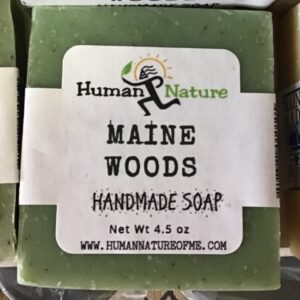 Human Nature
MAINE
WOODS
HANDMADE SOAP
Net Wt 4.5 oz
WWW.HUMANNATUREOFME.COM